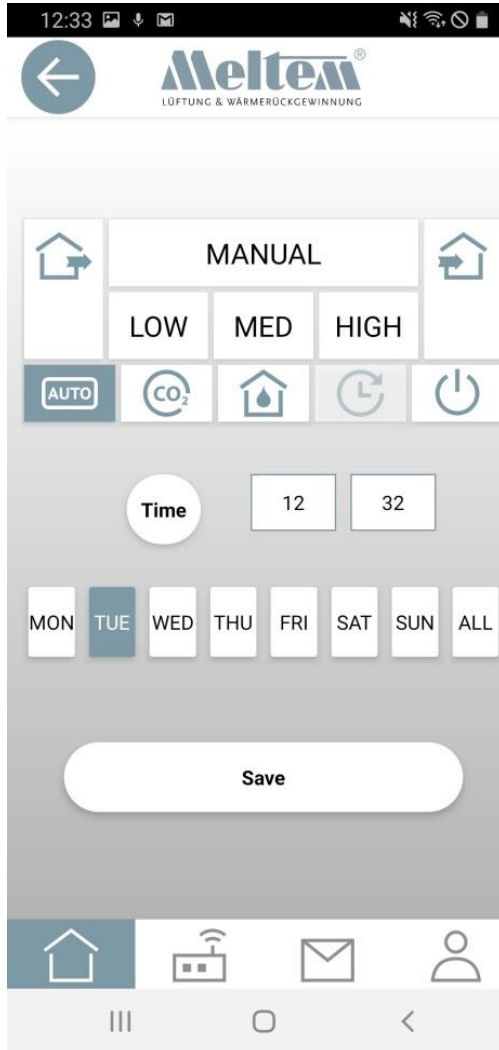 12:33
Meltem®
LÜFTUNG & WÄRMERÜCKGEWINNUNG
MANUAL
LOW MED HIGH
AUTO CO₂
Time 12 32
MON TUE WED THU FRI SAT SUN ALL
Save